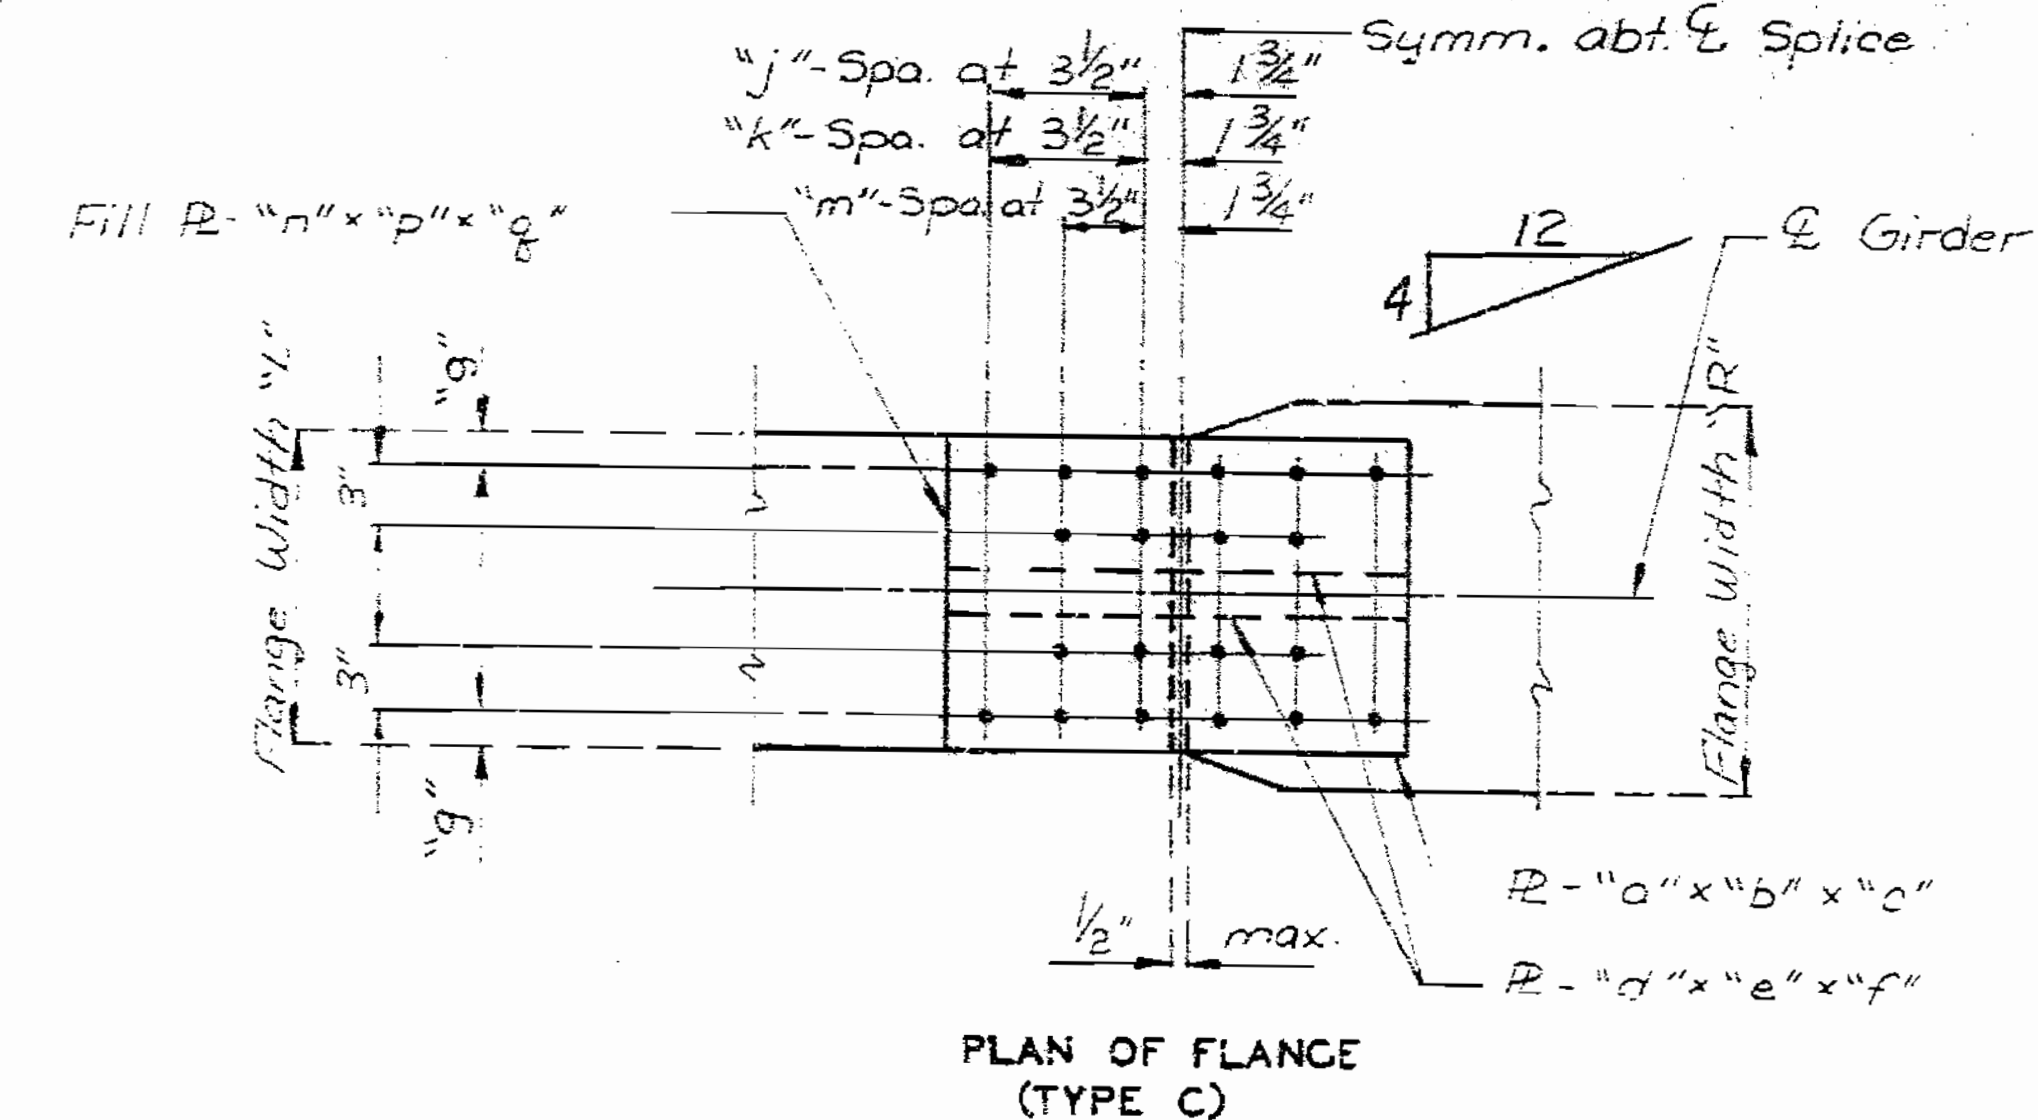 Symm. abt. ℄ Splice
"j"-Spa. at 3½" 1¾"
"k"-Spa. at 3½" 1¾"
"m"-Spa. at 3½" 1¾"
Fill ⅊-"n"x"p"x"q"
12
4
℄ Girder
Flange Width "L"
3"
3"
"g"
"g"
Flange Width "R"
½" max.
⅊-"a"x"b"x"c"
⅊-"d"x"e"x"f"
PLAN OF FLANGE
(TYPE C)